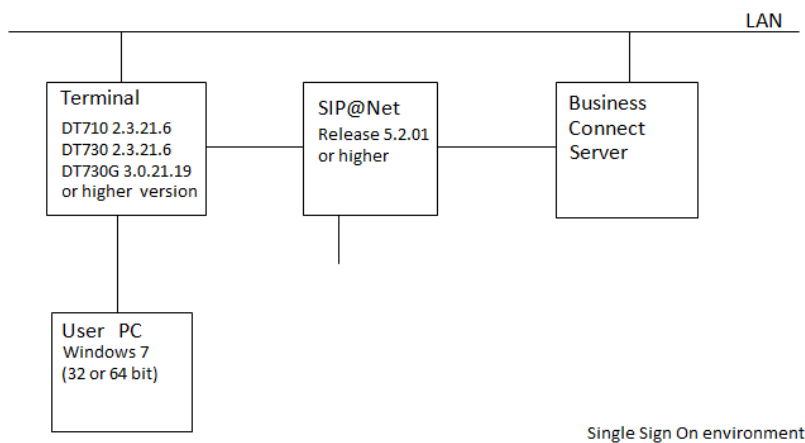 LAN
Terminal
DT710 2.3.21.6
DT730 2.3.21.6
DT730G 3.0.21.19
or higher version
SIP@Net
Release 5.2.01
or higher
Business
Connect
Server
User PC
Windows 7
(32 or 64 bit)
Single Sign On environment